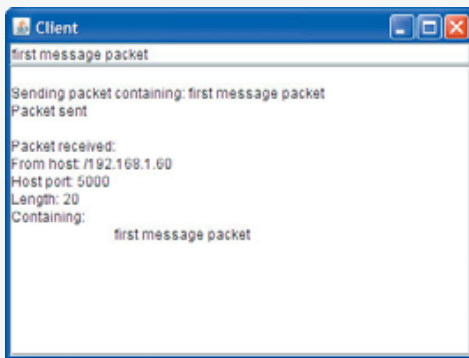 Client
first message packet
Sending packet containing: first message packet
Packet sent
Packet received:
From host: /192.168.1.60
Host port: 5000
Length: 20
Containing:
first message packet